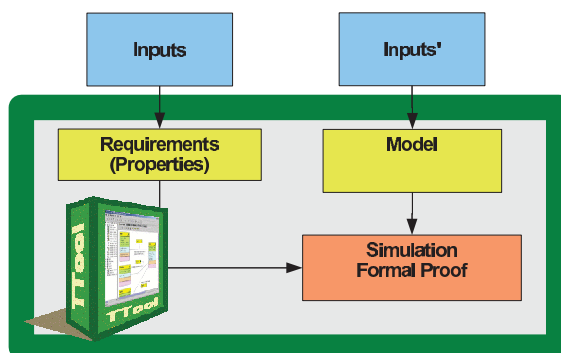 Inputs
Inputs'
Requirements
(Properties)
Model
Simulation
Formal Proof
TTool
TTool